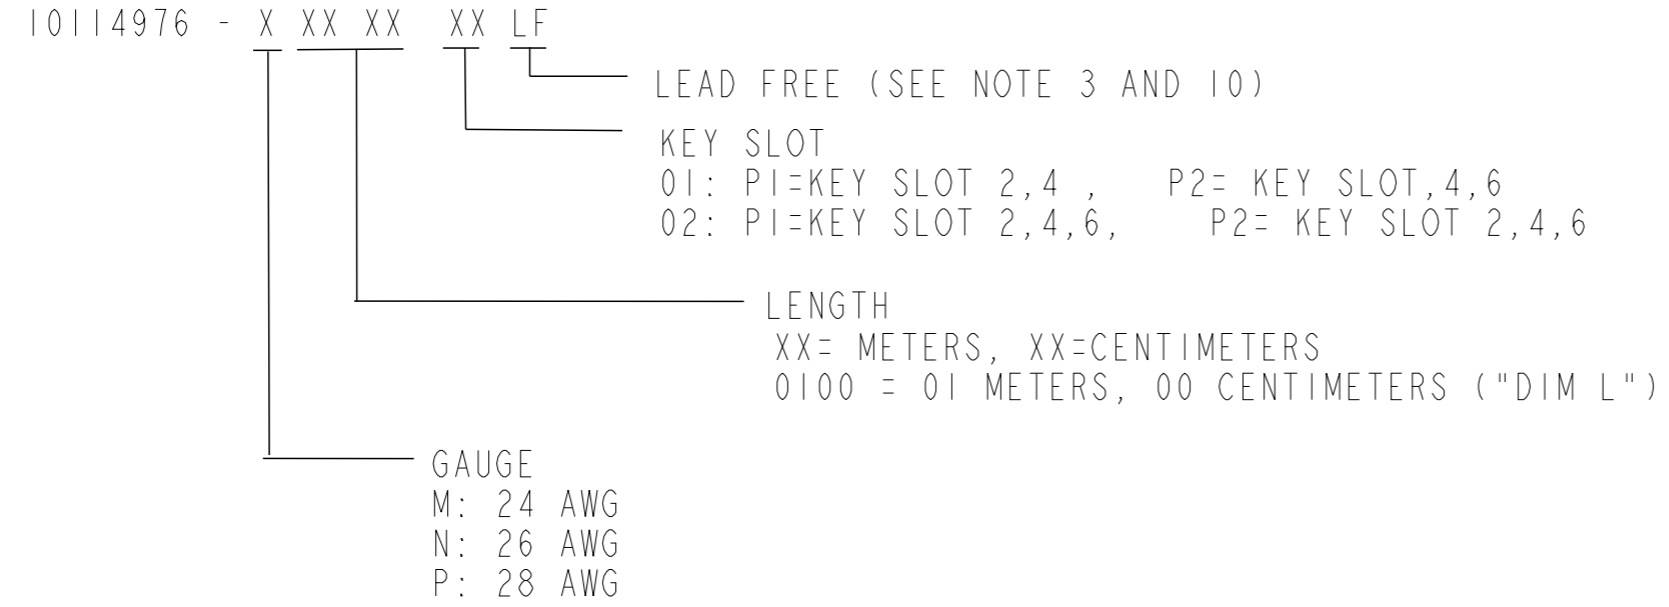 10114976 - X XX XX XX LF
LEAD FREE (SEE NOTE 3 AND 10)
KEY SLOT
01: P1=KEY SLOT 2,4 , P2= KEY SLOT,4,6
02: P1=KEY SLOT 2,4,6, P2= KEY SLOT 2,4,6
LENGTH
XX= METERS, XX=CENTIMETERS
0100 = 01 METERS, 00 CENTIMETERS ("DIM L")
GAUGE
M: 24 AWG
N: 26 AWG
P: 28 AWG